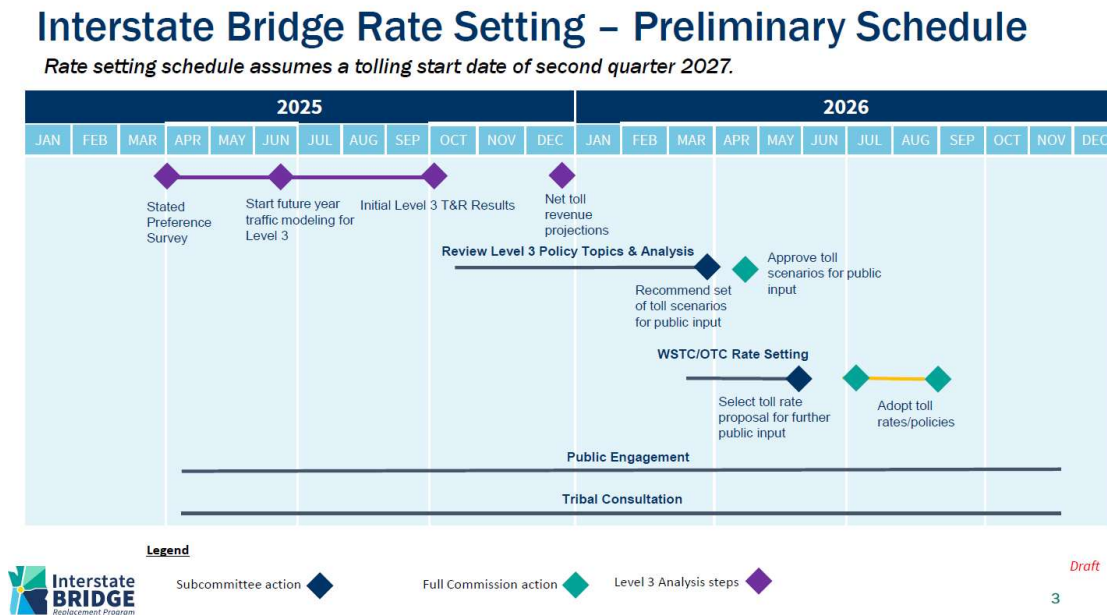 Interstate Bridge Rate Setting – Preliminary Schedule
Rate setting schedule assumes a tolling start date of second quarter 2027.
2025 2026
JAN FEB MAR APR MAY JUN JUL AUG SEP OCT NOV DEC JAN FEB MAR APR MAY JUN JUL AUG SEP OCT NOV DEC
Stated
Preference
Survey
Start future year
traffic modeling for
Level 3
Initial Level 3 T&R Results
Net toll
revenue
projections
Review Level 3 Policy Topics & Analysis
Recommend set
of toll scenarios
for public input
Approve toll
scenarios for public
input
WSTC/OTC Rate Setting
Select toll rate
proposal for further
public input
Adopt toll
rates/policies
Public Engagement
Tribal Consultation
Legend
Subcommittee action
Full Commission action
Level 3 Analysis steps
Draft
Interstate
BRIDGE
Replacement Program
3